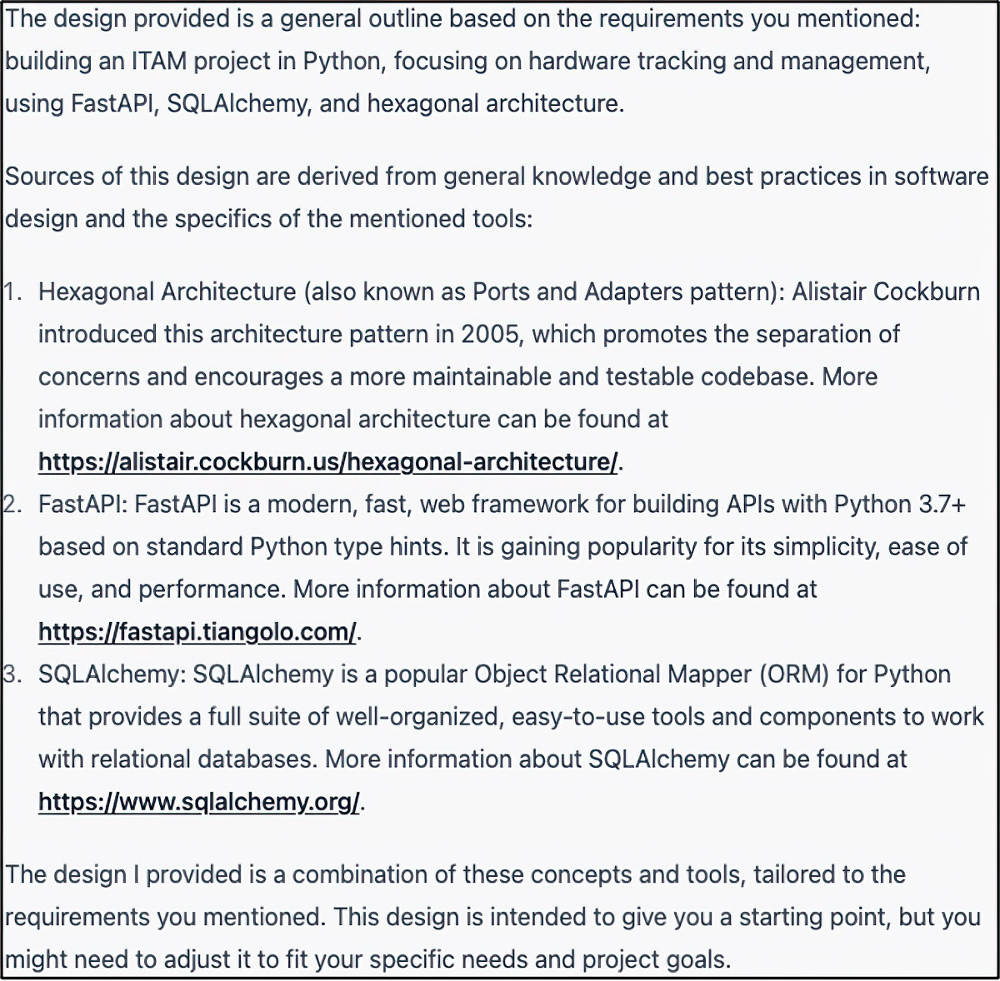 The design provided is a general outline based on the requirements you mentioned:
building an ITAM project in Python, focusing on hardware tracking and management,
using FastAPI, SQLAlchemy, and hexagonal architecture.
Sources of this design are derived from general knowledge and best practices in software
design and the specifics of the mentioned tools:
1. Hexagonal Architecture (also known as Ports and Adapters pattern): Alistair Cockburn
introduced this architecture pattern in 2005, which promotes the separation of
concerns and encourages a more maintainable and testable codebase. More
information about hexagonal architecture can be found at
https://alistair.cockburn.us/hexagonal-architecture/.
2. FastAPI: FastAPI is a modern, fast, web framework for building APIs with Python 3.7+
based on standard Python type hints. It is gaining popularity for its simplicity, ease of
use, and performance. More information about FastAPI can be found at
https://fastapi.tiangolo.com/.
3. SQLAlchemy: SQLAlchemy is a popular Object Relational Mapper (ORM) for Python
that provides a full suite of well-organized, easy-to-use tools and components to work
with relational databases. More information about SQLAlchemy can be found at
https://www.sqlalchemy.org/.
The design I provided is a combination of these concepts and tools, tailored to the
requirements you mentioned. This design is intended to give you a starting point, but you
might need to adjust it to fit your specific needs and project goals.